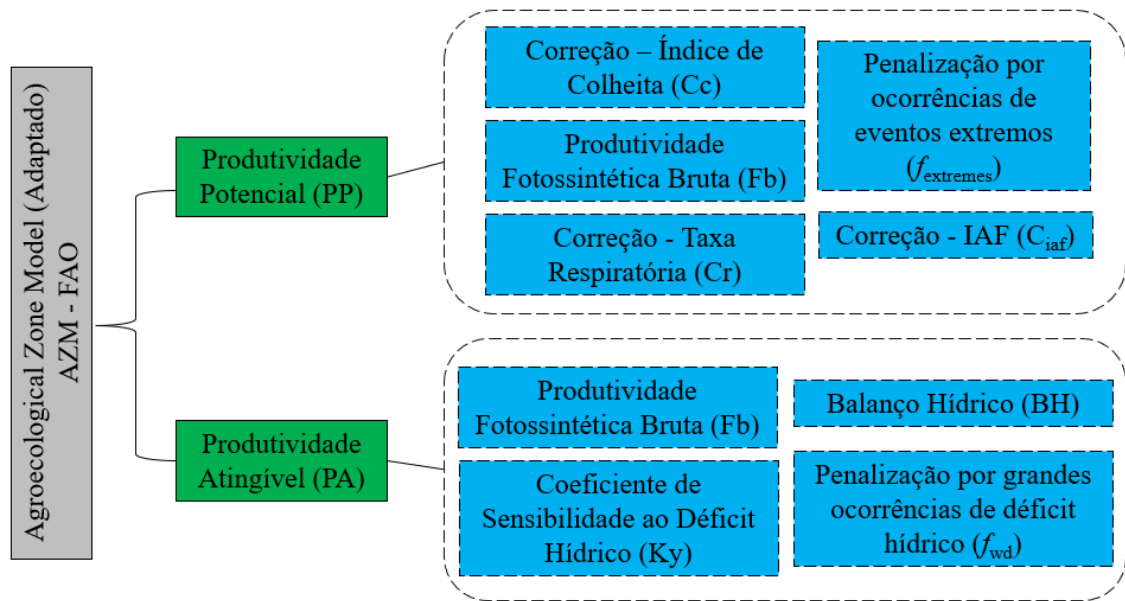 Agroecological Zone Model (Adaptado)
AZM - FAO
Produtividade
Potencial (PP)
Correção – Índice de
Colheita (Cc)
Produtividade
Fotossintética Bruta (Fb)
Correção - Taxa
Respiratória (Cr)
Penalização por
ocorrências de
eventos extremos
(fextremes)
Correção - IAF (Ciaf)
Produtividade
Atingível (PA)
Produtividade
Fotossintética Bruta (Fb)
Coeficiente de
Sensibilidade ao Déficit
Hídrico (Ky)
Balanço Hídrico (BH)
Penalização por grandes
ocorrências de déficit
hídrico (fwd)